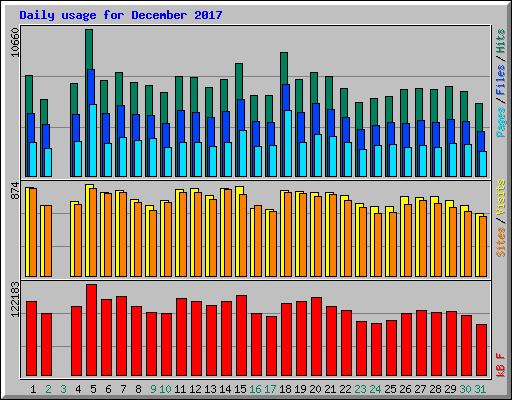 Daily usage for December 2017
10660
Pages / Files / Hits
874
Sites / Visits
122183
kB F
1 2 3 4 5 6 7 8 9 10 11 12 13 14 15 16 17 18 19 20 21 22 23 24 25 26 27 28 29 30 31